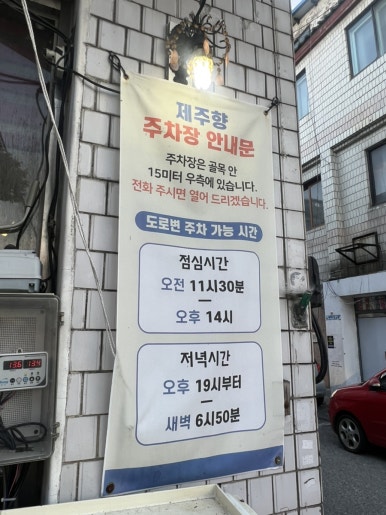 제주향
주차장 안내문
주차장은 골목 안
15미터 우측에 있습니다.
전화 주시면 열어 드리겠습니다.
도로변 주차 가능 시간
점심시간
오전 11시30분
—
오후 14시
저녁시간
오후 19시부터
—
새벽 6시50분
136 134